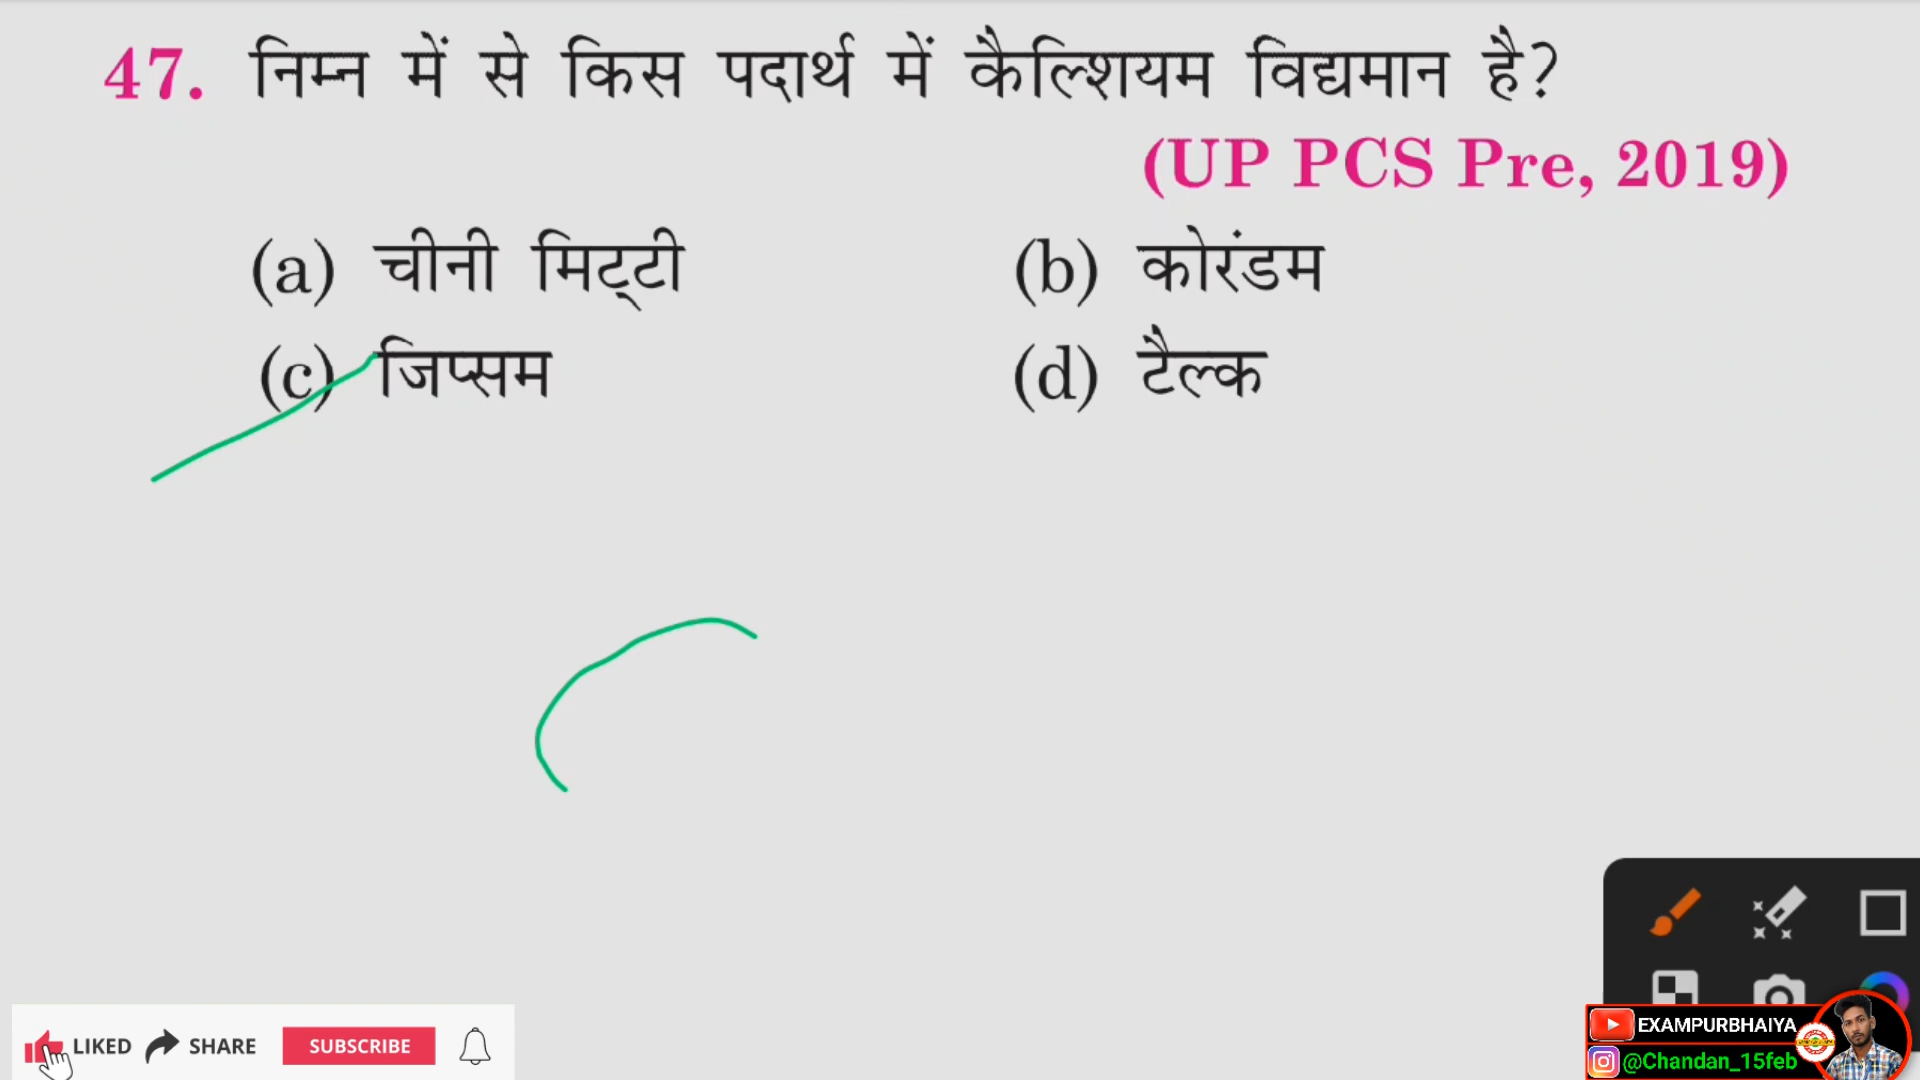 47. निम्न में से किस पदार्थ में कैल्शियम विद्यमान है?
(UP PCS Pre, 2019)
(a) चीनी मिट्‌टी (b) कोरंडम
(c) जिप्सम (d) टैल्क
LIKED SHARE SUBSCRIBE
EXAMPURBHAIYA
@Chandan_15feb